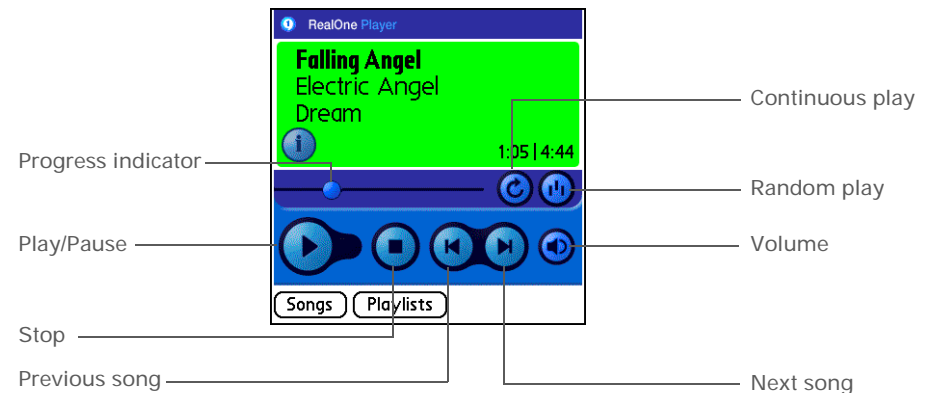 RealOne Player
Falling Angel
Electric Angel
Dream
i
1:05 | 4:44
Songs
Playlists
Progress indicator
Play/Pause
Stop
Previous song
Continuous play
Random play
Volume
Next song